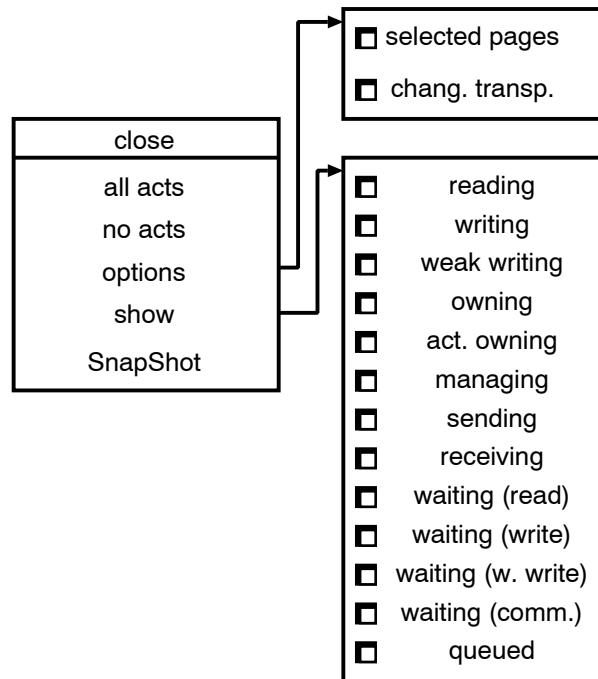 selected pages
chang. transp.
close
all acts
no acts
options
show
SnapShot
reading
writing
weak writing
owning
act. owning
managing
sending
receiving
waiting (read)
waiting (write)
waiting (w. write)
waiting (comm.)
queued